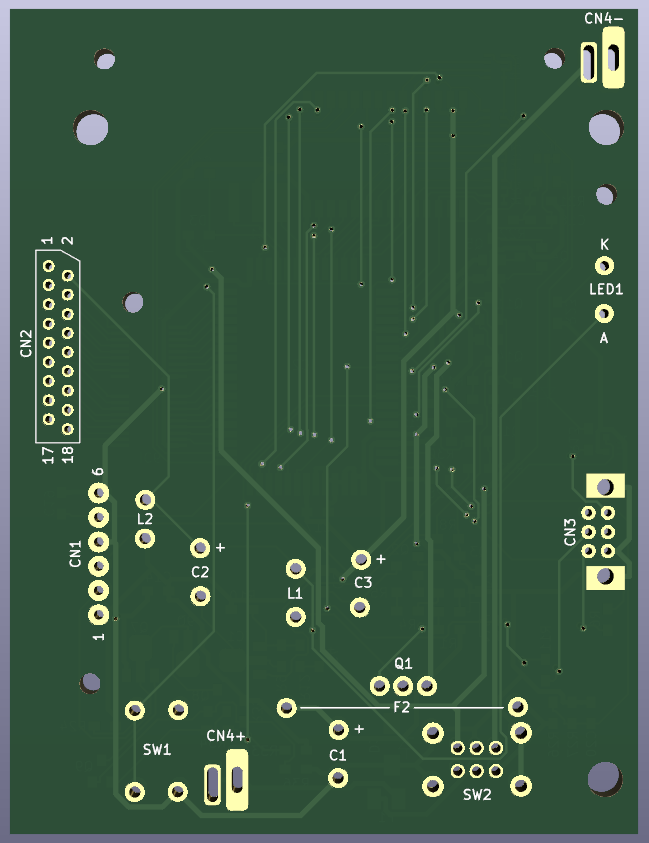 CN4-
1 2
K
LED1
CN2
A
17 18
6
L2
CN3
CN1
+
+
C2
C3
L1
1
Q1
F2
+
CN4+
SW1
C1
SW2